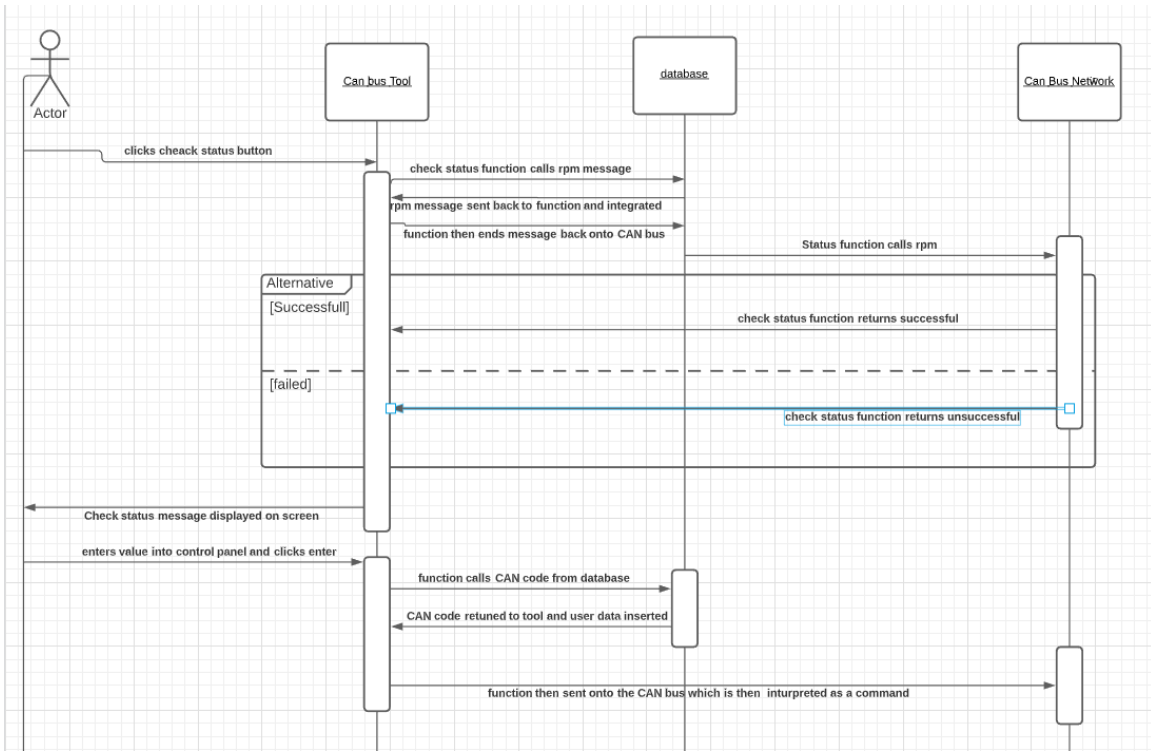 Can bus Tool
database
Can Bus Network
Actor
clicks cheack status button
check status function calls rpm message
rpm message sent back to function and integrated
function then ends message back onto CAN bus
Status function calls rpm
Alternative
[Successfull]
check status function returns successful
[failed]
check status function returns unsuccessful
Check status message displayed on screen
enters value into control panel and clicks enter
function calls CAN code from database
CAN code retuned to tool and user data inserted
function then sent onto the CAN bus which is then inturpreted as a command